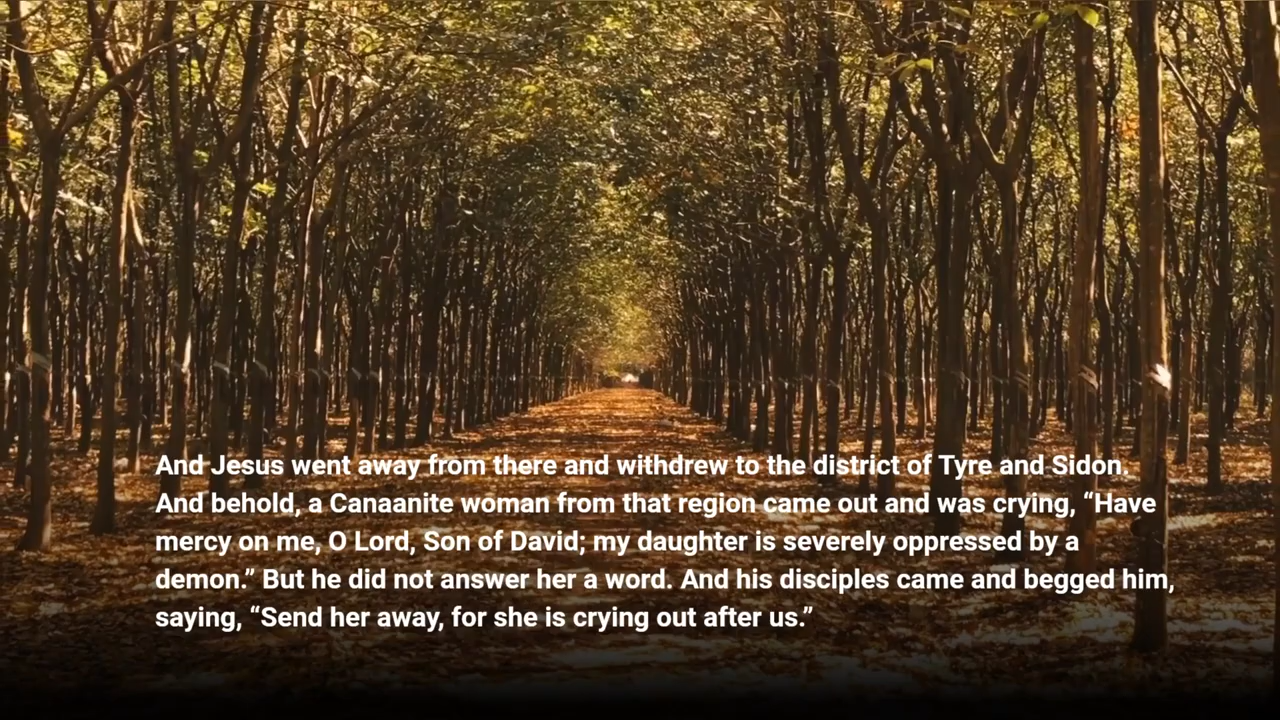 And Jesus went away from there and withdrew to the district of Tyre and Sidon.
And behold, a Canaanite woman from that region came out and was crying, “Have
mercy on me, O Lord, Son of David; my daughter is severely oppressed by a
demon.” But he did not answer her a word. And his disciples came and begged him,
saying, “Send her away, for she is crying out after us.”